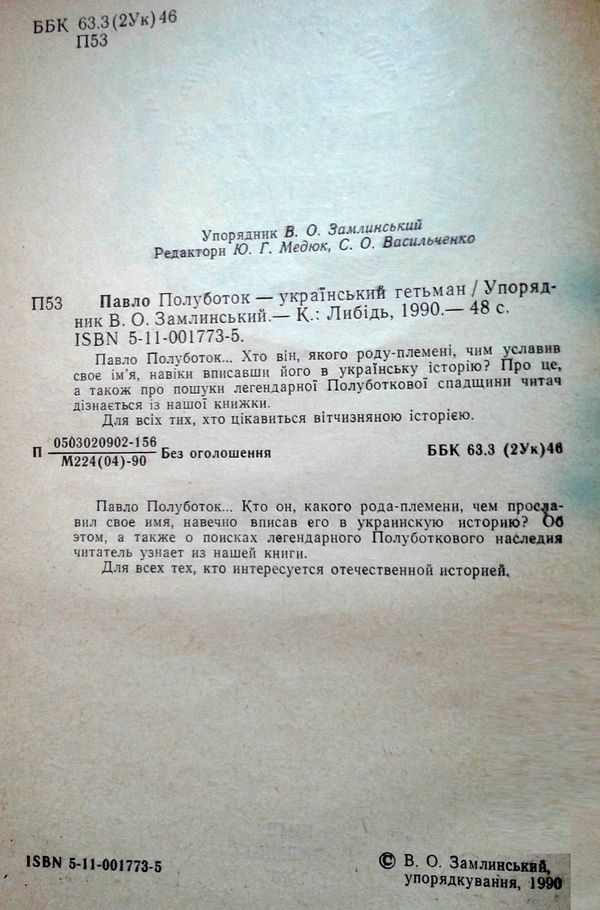 ББК 63.3(2Ук)46
П53
Упорядник В. О. Замлинський
Редактори Ю. Г. Медюк, С. О. Васильченко
П53 Павло Полуботок — український гетьман / Упоряд-
ник В. О. Замлинський.— К.: Либідь, 1990.— 48 с.
ISBN 5-11-001773-5.
Павло Полуботок... Хто він, якого роду-племені, чим уславив
своє ім'я, навіки вписавши його в українську історію? Про це,
а також про пошуки легендарної Полуботкової спадщини читач
дізнається із нашої книжки.
Для всіх тих, хто цікавиться вітчизняною історією.
П 0503020902-156
М224(04)-90 Без оголошення ББК 63.3 (2Ук)46
Павло Полуботок... Кто он, какого рода-племени, чем просла-
вил свое имя, навечно вписав его в украинскую историю? Об
этом, а также о поисках легендарного Полуботкового наследия
читатель узнает из нашей книги.
Для всех тех, кто интересуется отечественной историей.
ISBN 5-11-001773-5
© В. О. Замлинський,
упорядкування, 1990